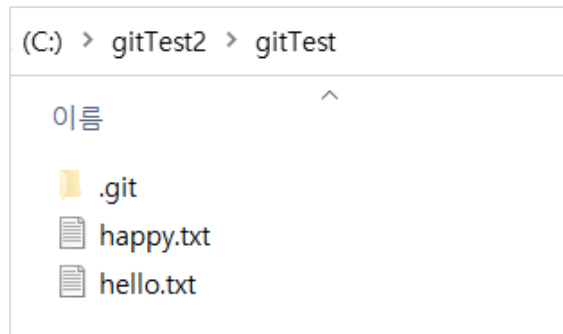 (C:) > gitTest2 > gitTest
이름
.git
happy.txt
hello.txt